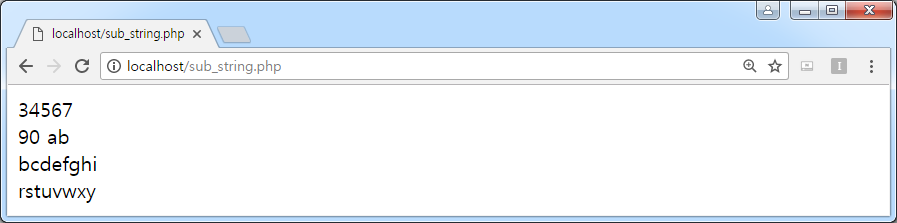 localhost/sub_string.php
localhost/sub_string.php
34567
90 ab
bcdefghi
rstuvwxy